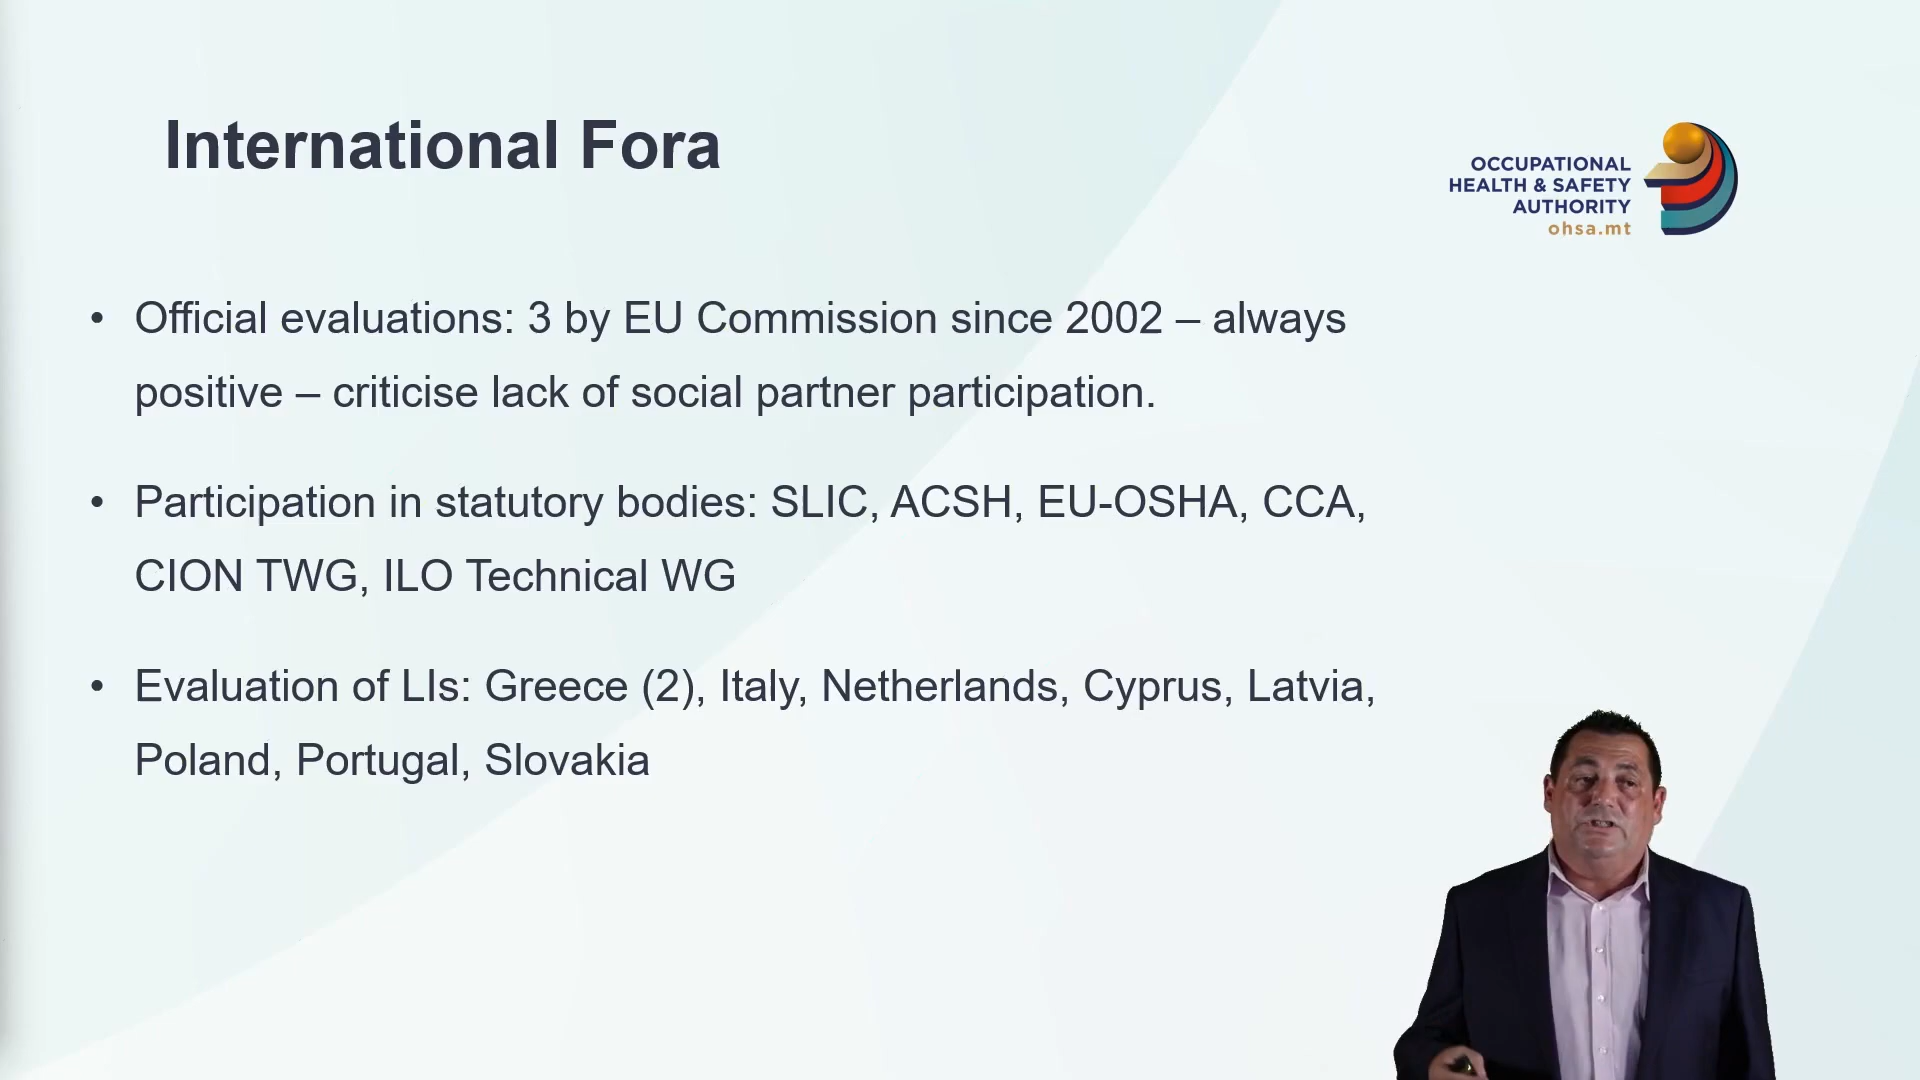 International Fora
OCCUPATIONAL
HEALTH & SAFETY
AUTHORITY
ohsa.mt
• Official evaluations: 3 by EU Commission since 2002 – always
positive – criticise lack of social partner participation.
• Participation in statutory bodies: SLIC, ACSH, EU-OSHA, CCA,
CION TWG, ILO Technical WG
• Evaluation of LIs: Greece (2), Italy, Netherlands, Cyprus, Latvia,
Poland, Portugal, Slovakia